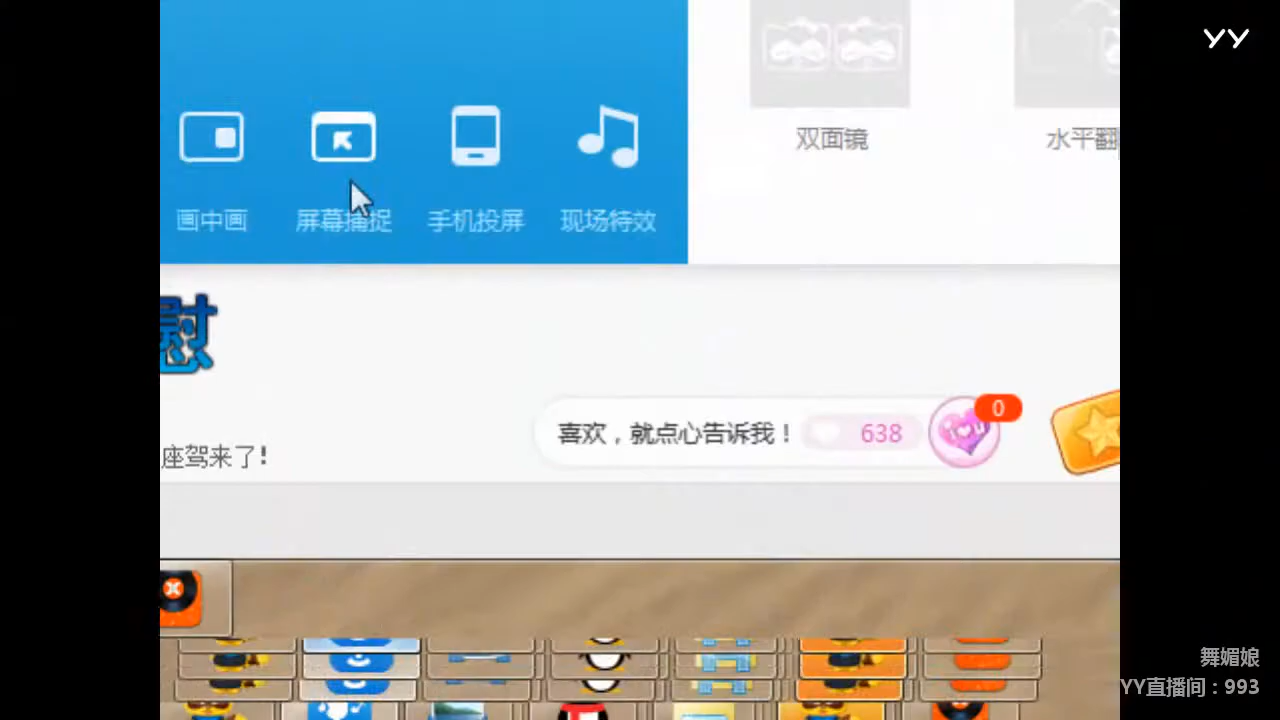 YY
双面镜
水平翻
画中画
屏幕捕捉
手机投屏
现场特效
慰
喜欢，就点心告诉我！
638
0
座驾来了!
舞媚娘
YY直播间：993